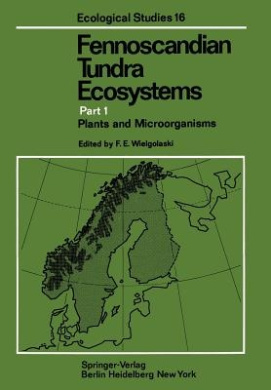 Ecological Studies 16
Fennoscandian
Tundra
Ecosystems
Part 1
Plants and Microorganisms
Edited by F. E. Wielgolaski
Springer-Verlag
Berlin Heidelberg New York